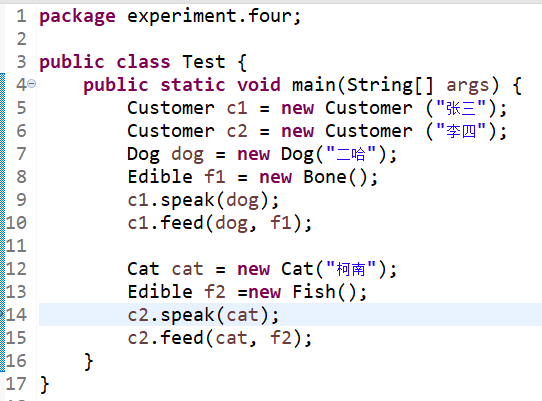 1 package experiment.four;
2
3 public class Test {
4 public static void main(String[] args) {
5 Customer c1 = new Customer ("张三");
6 Customer c2 = new Customer ("李四");
7 Dog dog = new Dog("二哈");
8 Edible f1 = new Bone();
9 c1.speak(dog);
10 c1.feed(dog, f1);
11
12 Cat cat = new Cat("柯南");
13 Edible f2 =new Fish();
14 c2.speak(cat);
15 c2.feed(cat, f2);
16 }
17 }